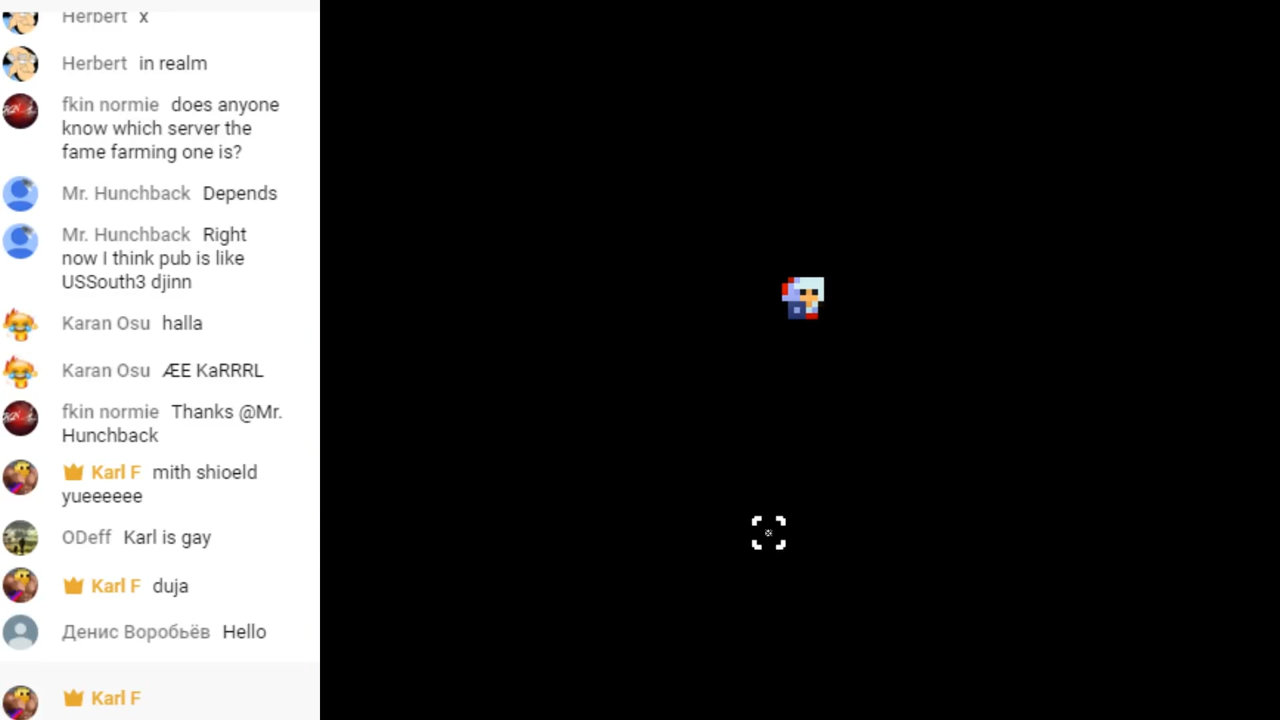 Herbert x
Herbert in realm
fkin normie does anyone
know which server the
fame farming one is?
Mr. Hunchback Depends
Mr. Hunchback Right
now I think pub is like
USSouth3 djinn
Karan Osu halla
Karan Osu ÆE KaRRRL
fkin normie Thanks @Mr.
Hunchback
Karl F mith shioeld
yueeeeee
ODeff Karl is gay
Karl F duja
Денис Воробьёв Hello
Karl F